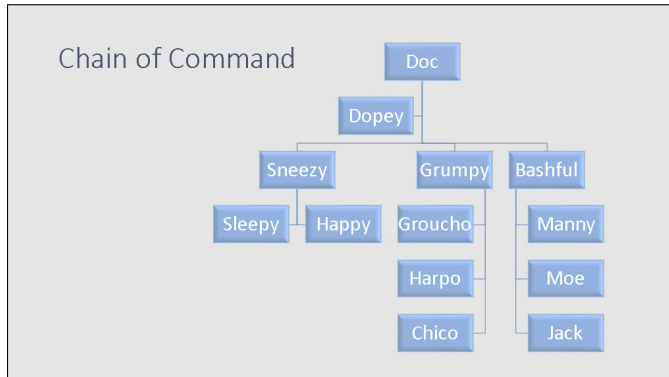 Chain of Command
Doc
Dopey
Sneezy
Grumpy
Bashful
Sleepy
Happy
Groucho
Manny
Harpo
Moe
Chico
Jack